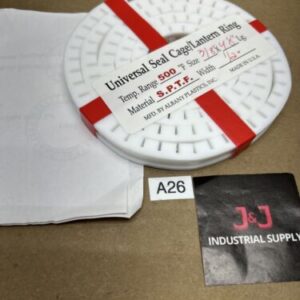 Universal Seal Cage/Lantern Ring
Temp. Range 500 °F Size
Material S.P.T.F. Width
MFD. BY ALBANY PLASTICS, INC.
MADE IN U.S.A.
A26
J&J
INDUSTRIAL SUPPLY